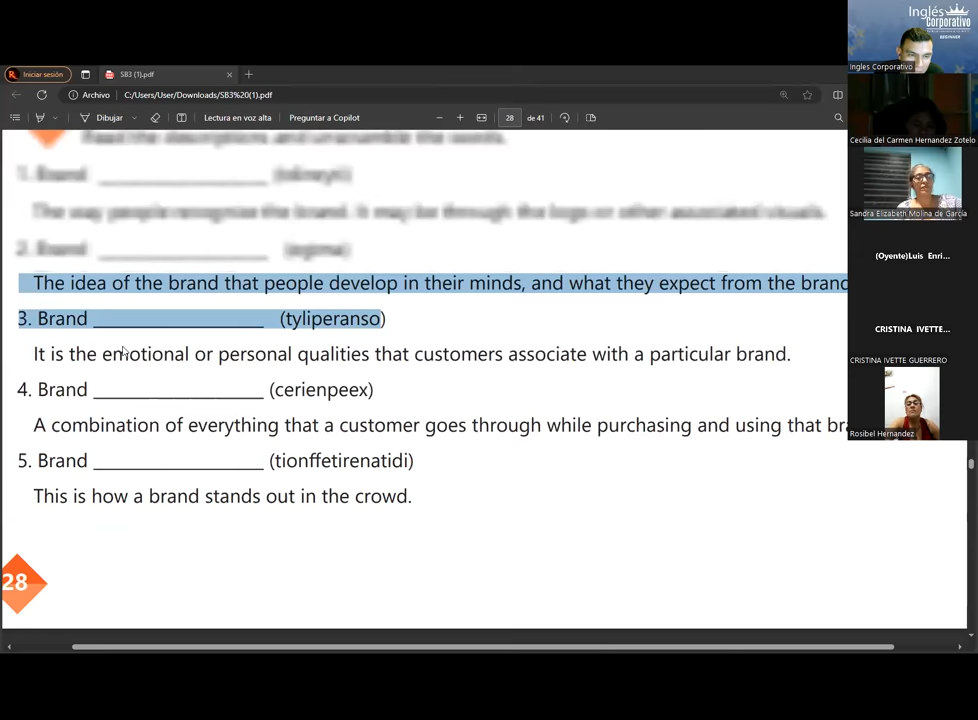 Iniciar sesión
SB3 (1).pdf
Archivo
C:/Users/User/Downloads/SB3%20(1).pdf
Dibujar
Lectura en voz alta
Preguntar a Copilot
28
de 41
The idea of the brand that people develop in their minds, and what they expect from the brand
3. Brand ________________ (tyliperanso)
It is the emotional or personal qualities that customers associate with a particular brand.
4. Brand ________________ (cerienpeex)
A combination of everything that a customer goes through while purchasing and using that bra
5. Brand ________________ (tionffetirenatidi)
This is how a brand stands out in the crowd.
28
Inglés
Corporativo
BEGINNER
Ingles Corporativo
Cecilia del Carmen Hernandez Zotelo
Sandra Elizabeth Molina de Garcia
(Oyente)Luis Enri...
CRISTINA IVETTE...
CRISTINA IVETTE GUERRERO
Rosibel Hernandez